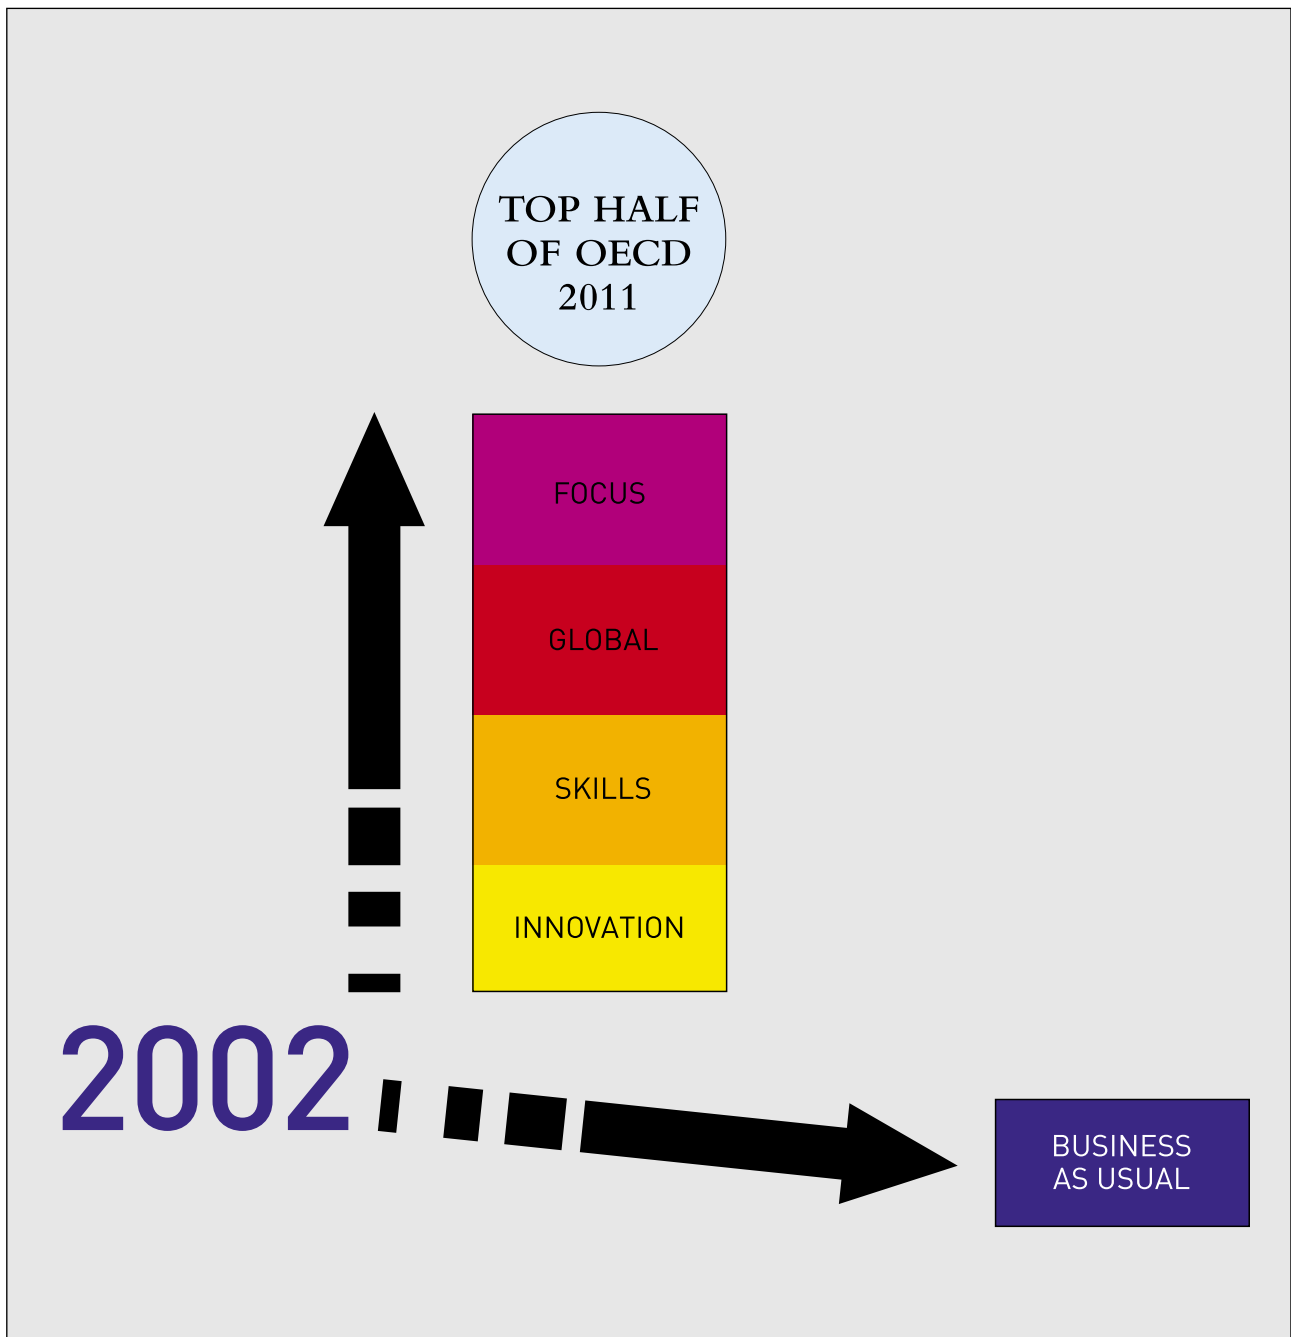 TOP HALF
OF OECD
2011
FOCUS
GLOBAL
SKILLS
INNOVATION
2002
BUSINESS
AS USUAL